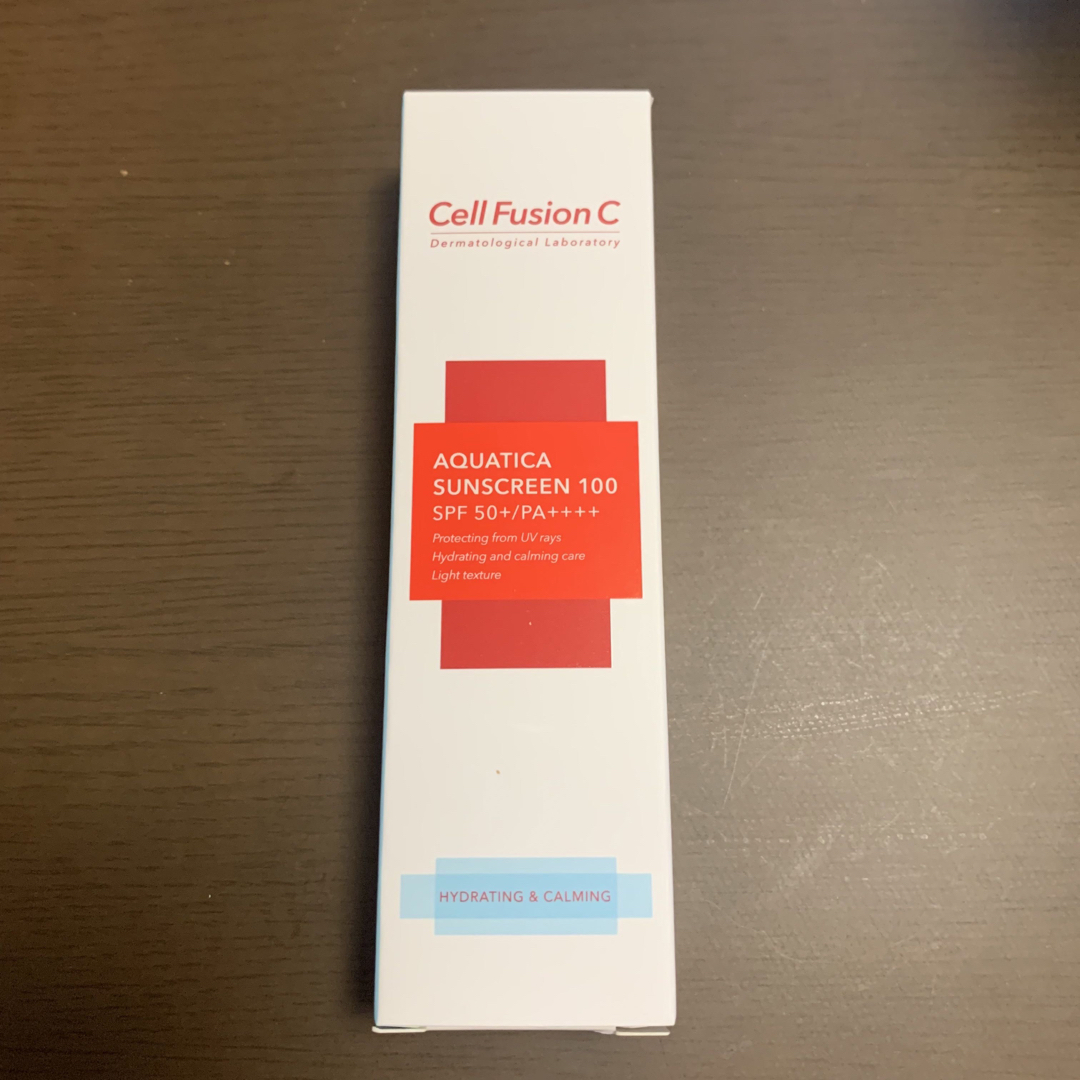 Cell Fusion C
Dermatological Laboratory
AQUATICA
SUNSCREEN 100
SPF 50+/PA++++
Protecting from UV rays
Hydrating and calming care
Light texture
HYDRATING & CALMING